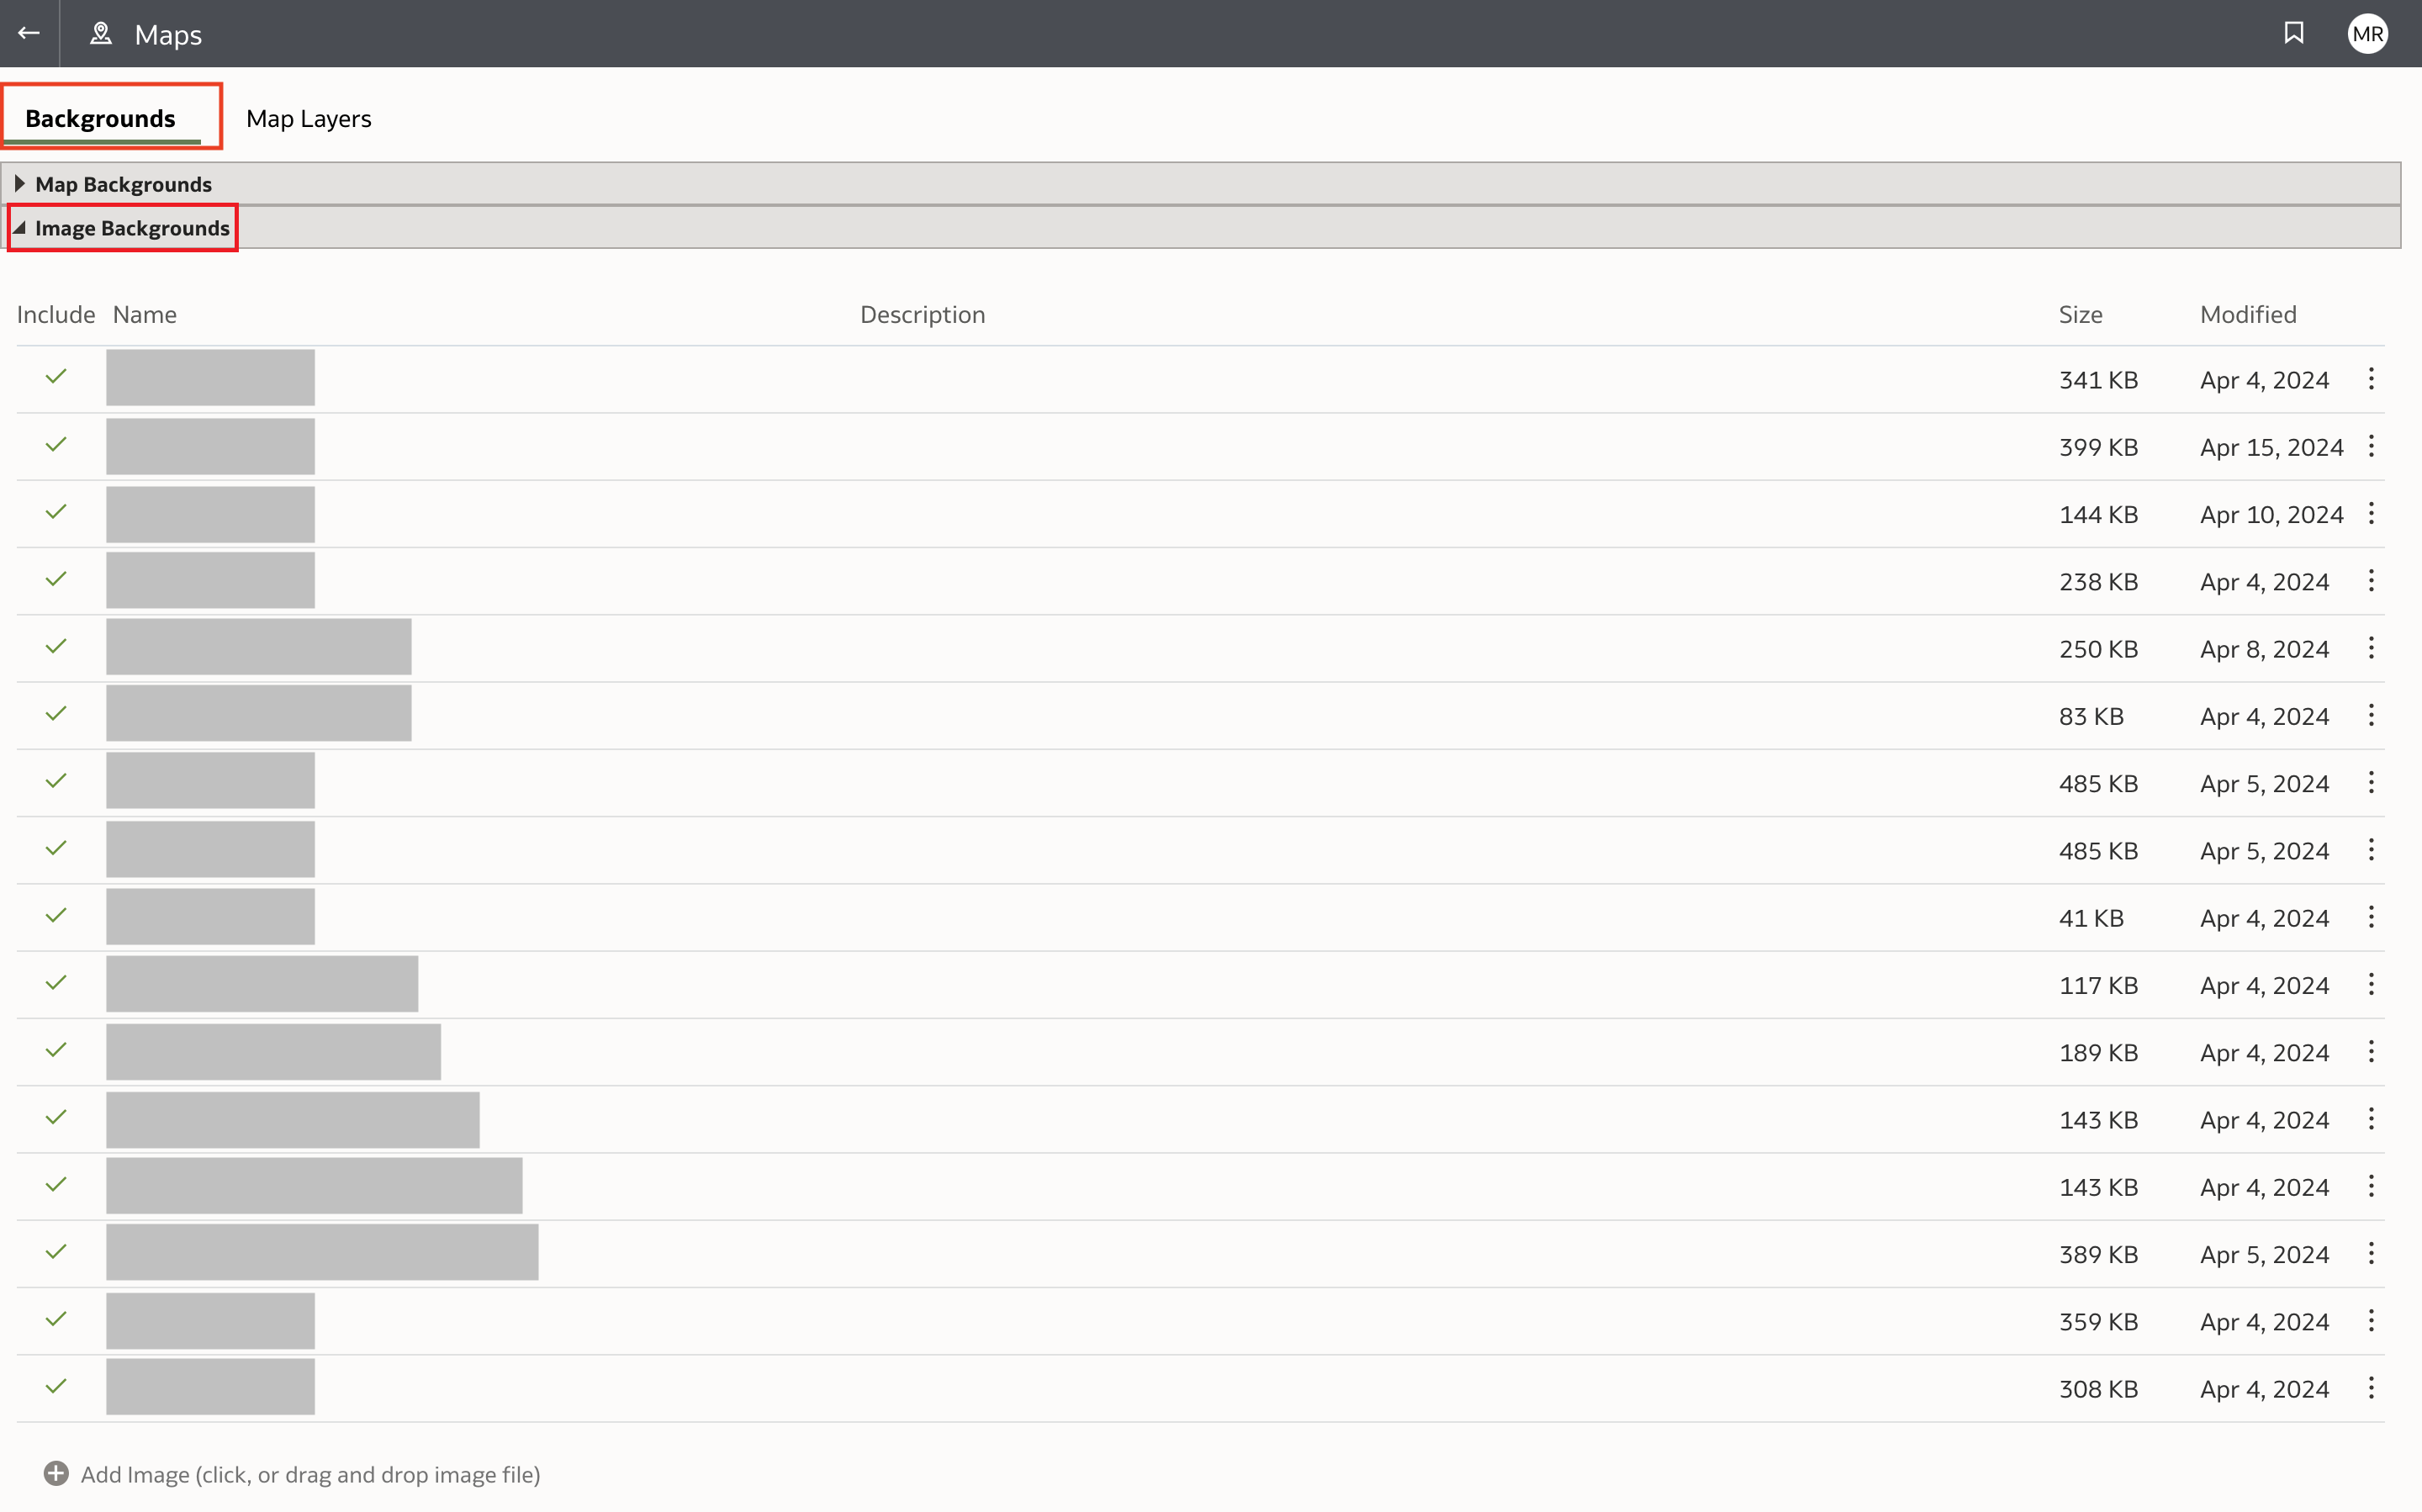 Maps
MR
Backgrounds Map Layers
Map Backgrounds
Image Backgrounds
Include Name Description Size Modified
341 KB Apr 4, 2024
399 KB Apr 15, 2024
144 KB Apr 10, 2024
238 KB Apr 4, 2024
250 KB Apr 8, 2024
83 KB Apr 4, 2024
485 KB Apr 5, 2024
485 KB Apr 5, 2024
41 KB Apr 4, 2024
117 KB Apr 4, 2024
189 KB Apr 4, 2024
143 KB Apr 4, 2024
143 KB Apr 4, 2024
389 KB Apr 5, 2024
359 KB Apr 4, 2024
308 KB Apr 4, 2024
Add Image (click, or drag and drop image file)